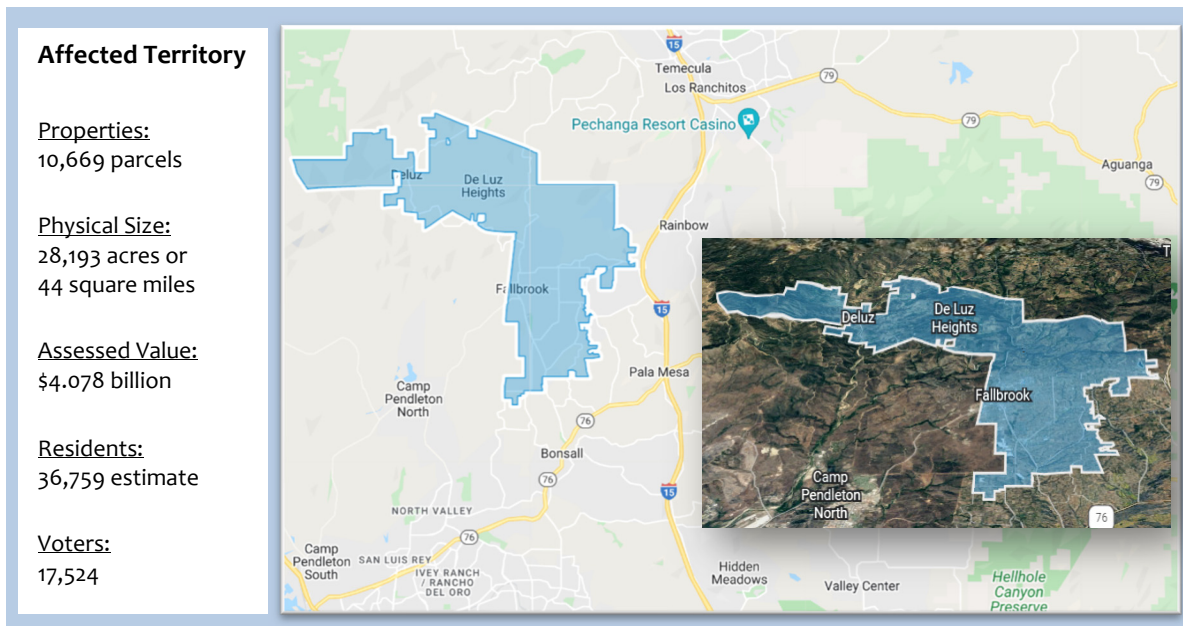 Affected Territory
Properties:
10,669 parcels
Physical Size:
28,193 acres or
44 square miles
Assessed Value:
$4.078 billion
Residents:
36,759 estimate
Voters:
17,524
15
Temecula
Los Ranchitos
79
Pechanga Resort Casino
79
Aguanga
79
Deluz
De Luz
Heights
Rainbow
Fallbrook
15
Camp
Pendleton
North
Pala Mesa
76
Bonsall
76
15
NORTH VALLEY
76
Camp
Pendleton
South
SAN LUIS REY
IVEY RANCH
/ RANCHO
DEL ORO
Hidden
Meadows
Valley Center
Hellhole
Canyon
Preserve
T
Deluz
De Luz
Heights
Fallbrook
Camp
Pendleton
North
76